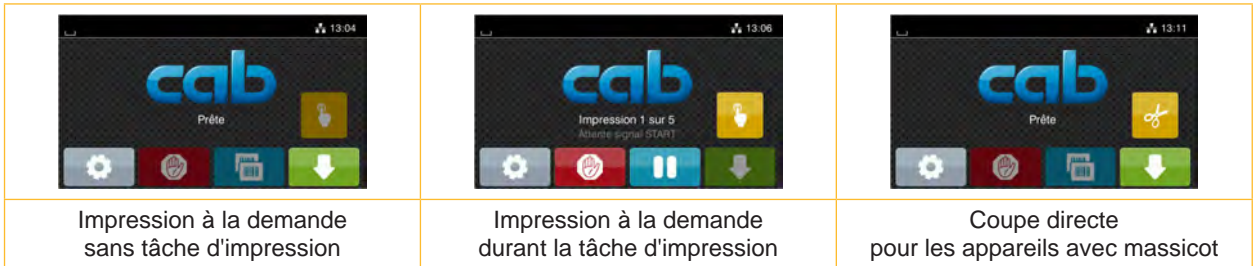 13:04
cab
Prête
13:06
cab
Impression 1 sur 5
Attente signal START
13:11
cab
Prête
Impression à la demande
sans tâche d'impression
Impression à la demande
durant la tâche d'impression
Coupe directe
pour les appareils avec massicot